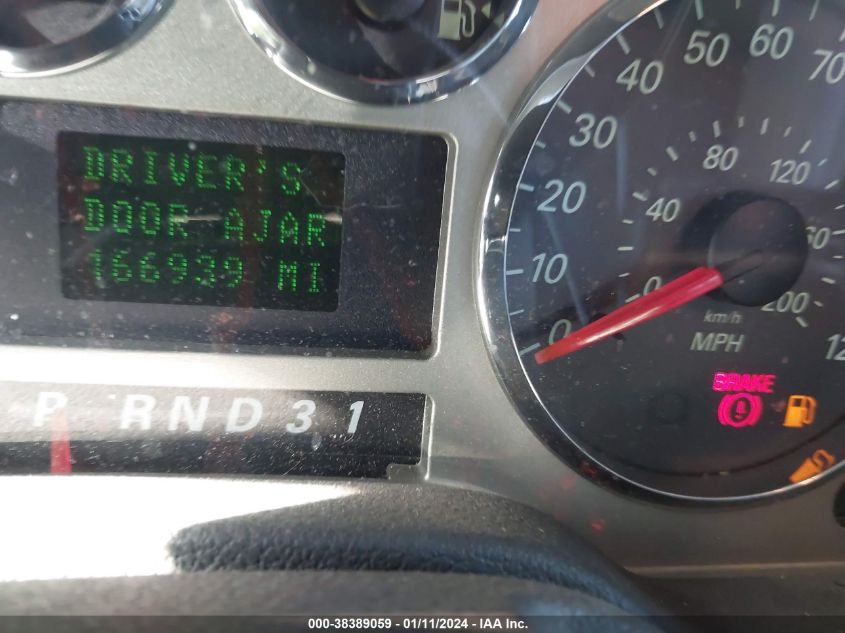 DRIVER'S
DOOR AJAR
166939 MI
P R N D 3 1
0 10 20 30 40 50 60 70
0 40 80 120 200
km/h
MPH
BRAKE
000-38389059 - 01/11/2024 - IAA Inc.